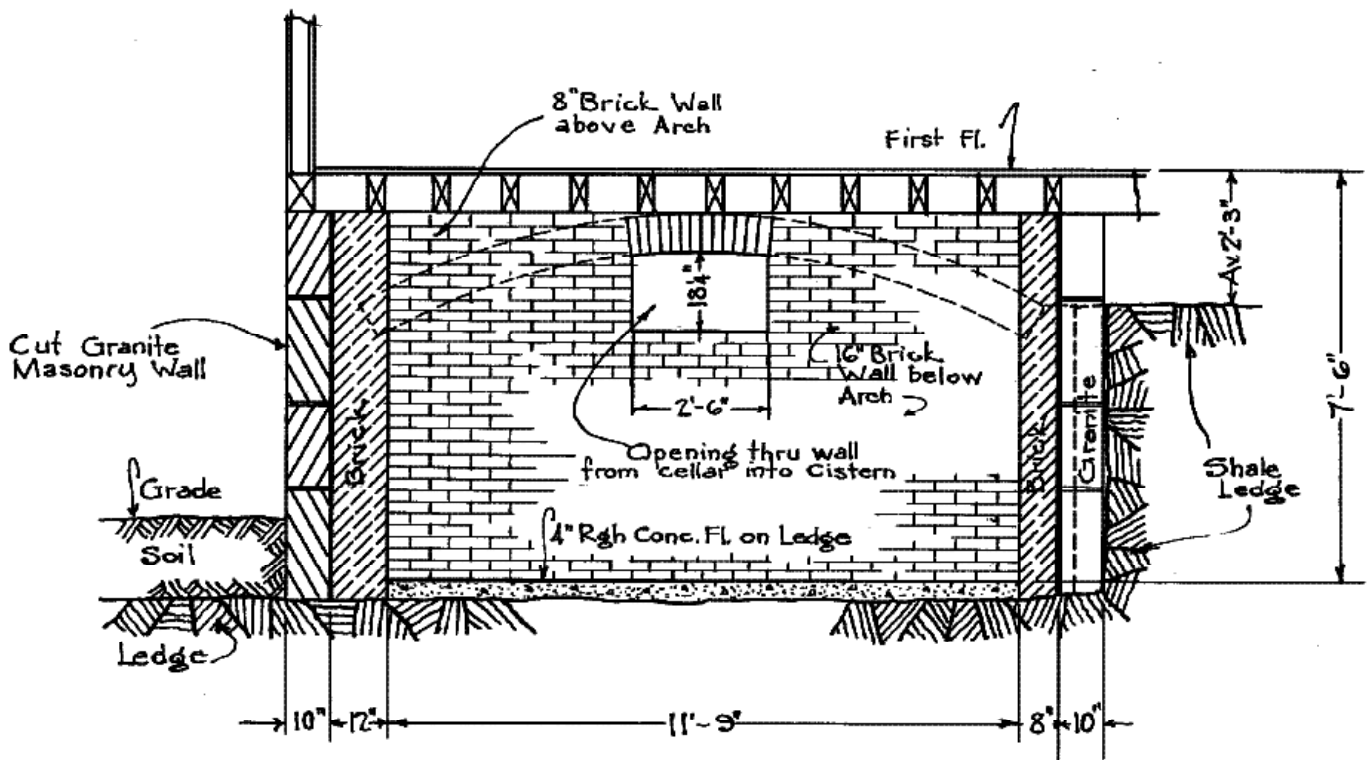 8" Brick Wall
above Arch
First Fl.
Av. 2'-3"
18¼"
Cut Granite
Masonry Wall
16" Brick
Wall below
Arch
2'-6"
7'-6"
Brick
Brick
Granite
Opening thru wall
from cellar into Cistern
Shale
Ledge
Grade
Soil
4" Rgh Conc. Fl. on Ledge
Ledge
10"
12"
11'-9"
8"
10"